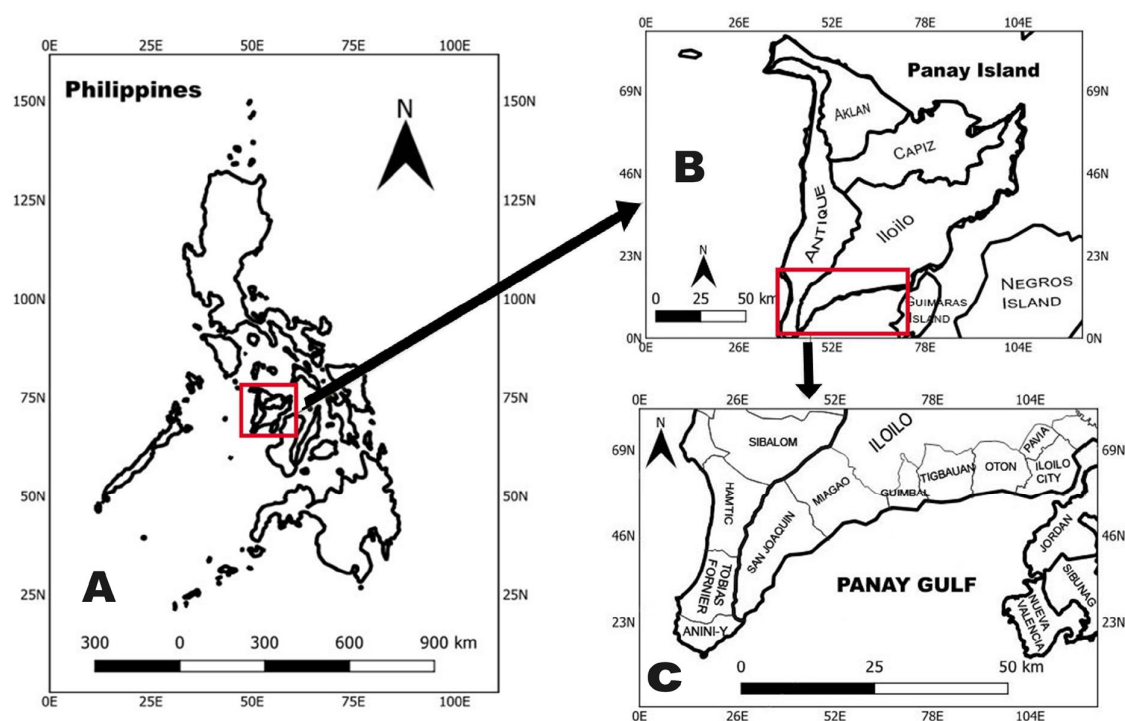 0E 25E 50E 75E 100E
Philippines
N
150N 150N
125N 125N
100N 100N
75N 75N
50N 50N
25N 25N
A
300 0 300 600 900 km
0E 25E 50E 75E 100E
0E 26E 52E 78E 104E
Panay Island
69N 69N
AKLAN
CAPIZ
B
46N 46N
ANTIQUE
Iloilo
N
23N 23N
0 25 50 km
GUIMARAS
ISLAND
NEGROS
ISLAND
0N 0N
0E 26E 52E 78E 104E
52E 78E 104E
N
SIBALOM
ILOILO
69N 69N
PAVIA
HAMTIC
MIAGAO
GUIMBAL
TIGBAUAN
OTON
ILOILO
CITY
46N 46N
SAN JOAQUIN
JORDAN
TOBIAS
FORNIER
PANAY GULF
SIBUNAG
NUEVA
VALENCIA
23N 23N
ANINI-Y
C
0 25 50 km
0E 26E 52E 78E 104E